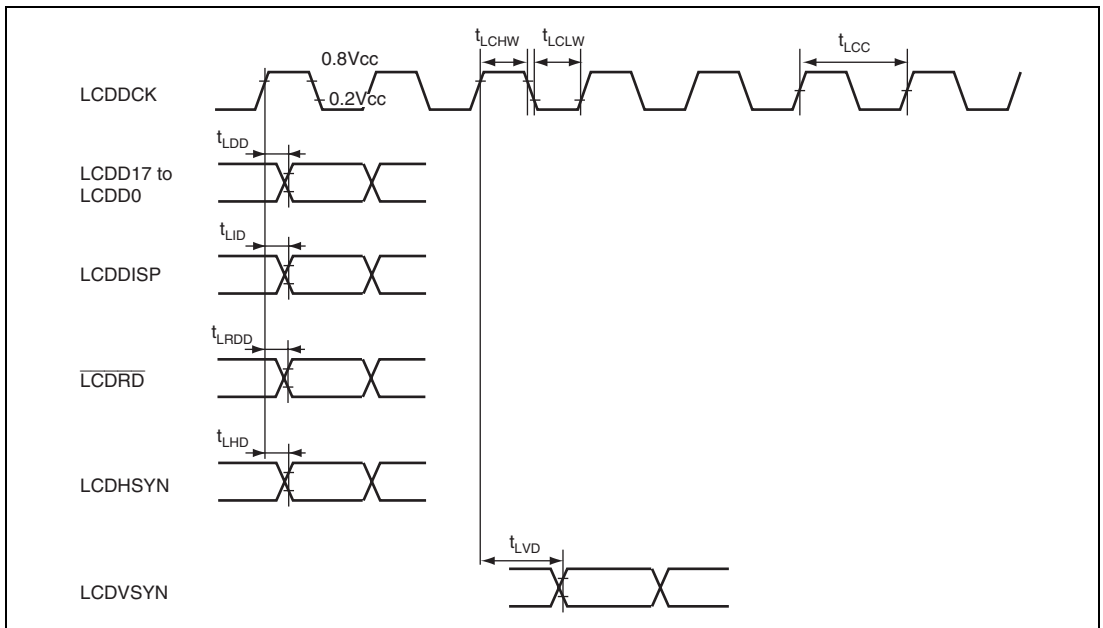 tLCHW tLCLW
tLCC
0.8Vcc
LCDDCK
0.2Vcc
tLDD
LCDD17 to
LCDD0
tLID
LCDDISP
tLRDD
LCDRD
tLHD
LCDHSYN
tLVD
LCDVSYN